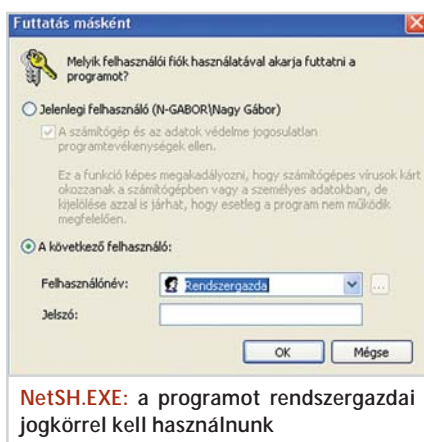 Futtatás másként
Melyik felhasználói fiók használatával akarja futtatni a
programot?
Jelenlegi felhasználó (N-GABOR\Nagy Gábor)
A számítógép és az adatok védelme jogosulatlan
programtevékenységek ellen.
Ez a funkció képes megakadályozni, hogy számítógépes vírusok kárt
okozzanak a számítógépben vagy a személyes adatokban, de
kijelölése azzal is járhat, hogy esetleg a program nem működik
megfelelően.
A következő felhasználó:
Felhasználónév: Rendszergazda ...
Jelszó:
OK Mégse
NetSH.EXE: a programot rendszergazdai
jogkörrel kell használnunk